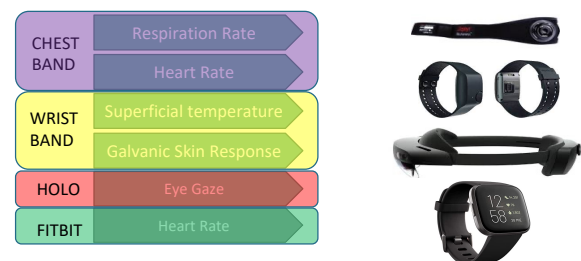 CHEST
BAND
Respiration Rate
Heart Rate
WRIST
BAND
Superficial temperature
Galvanic Skin Response
HOLO
Eye Gaze
FITBIT
Heart Rate
12
58